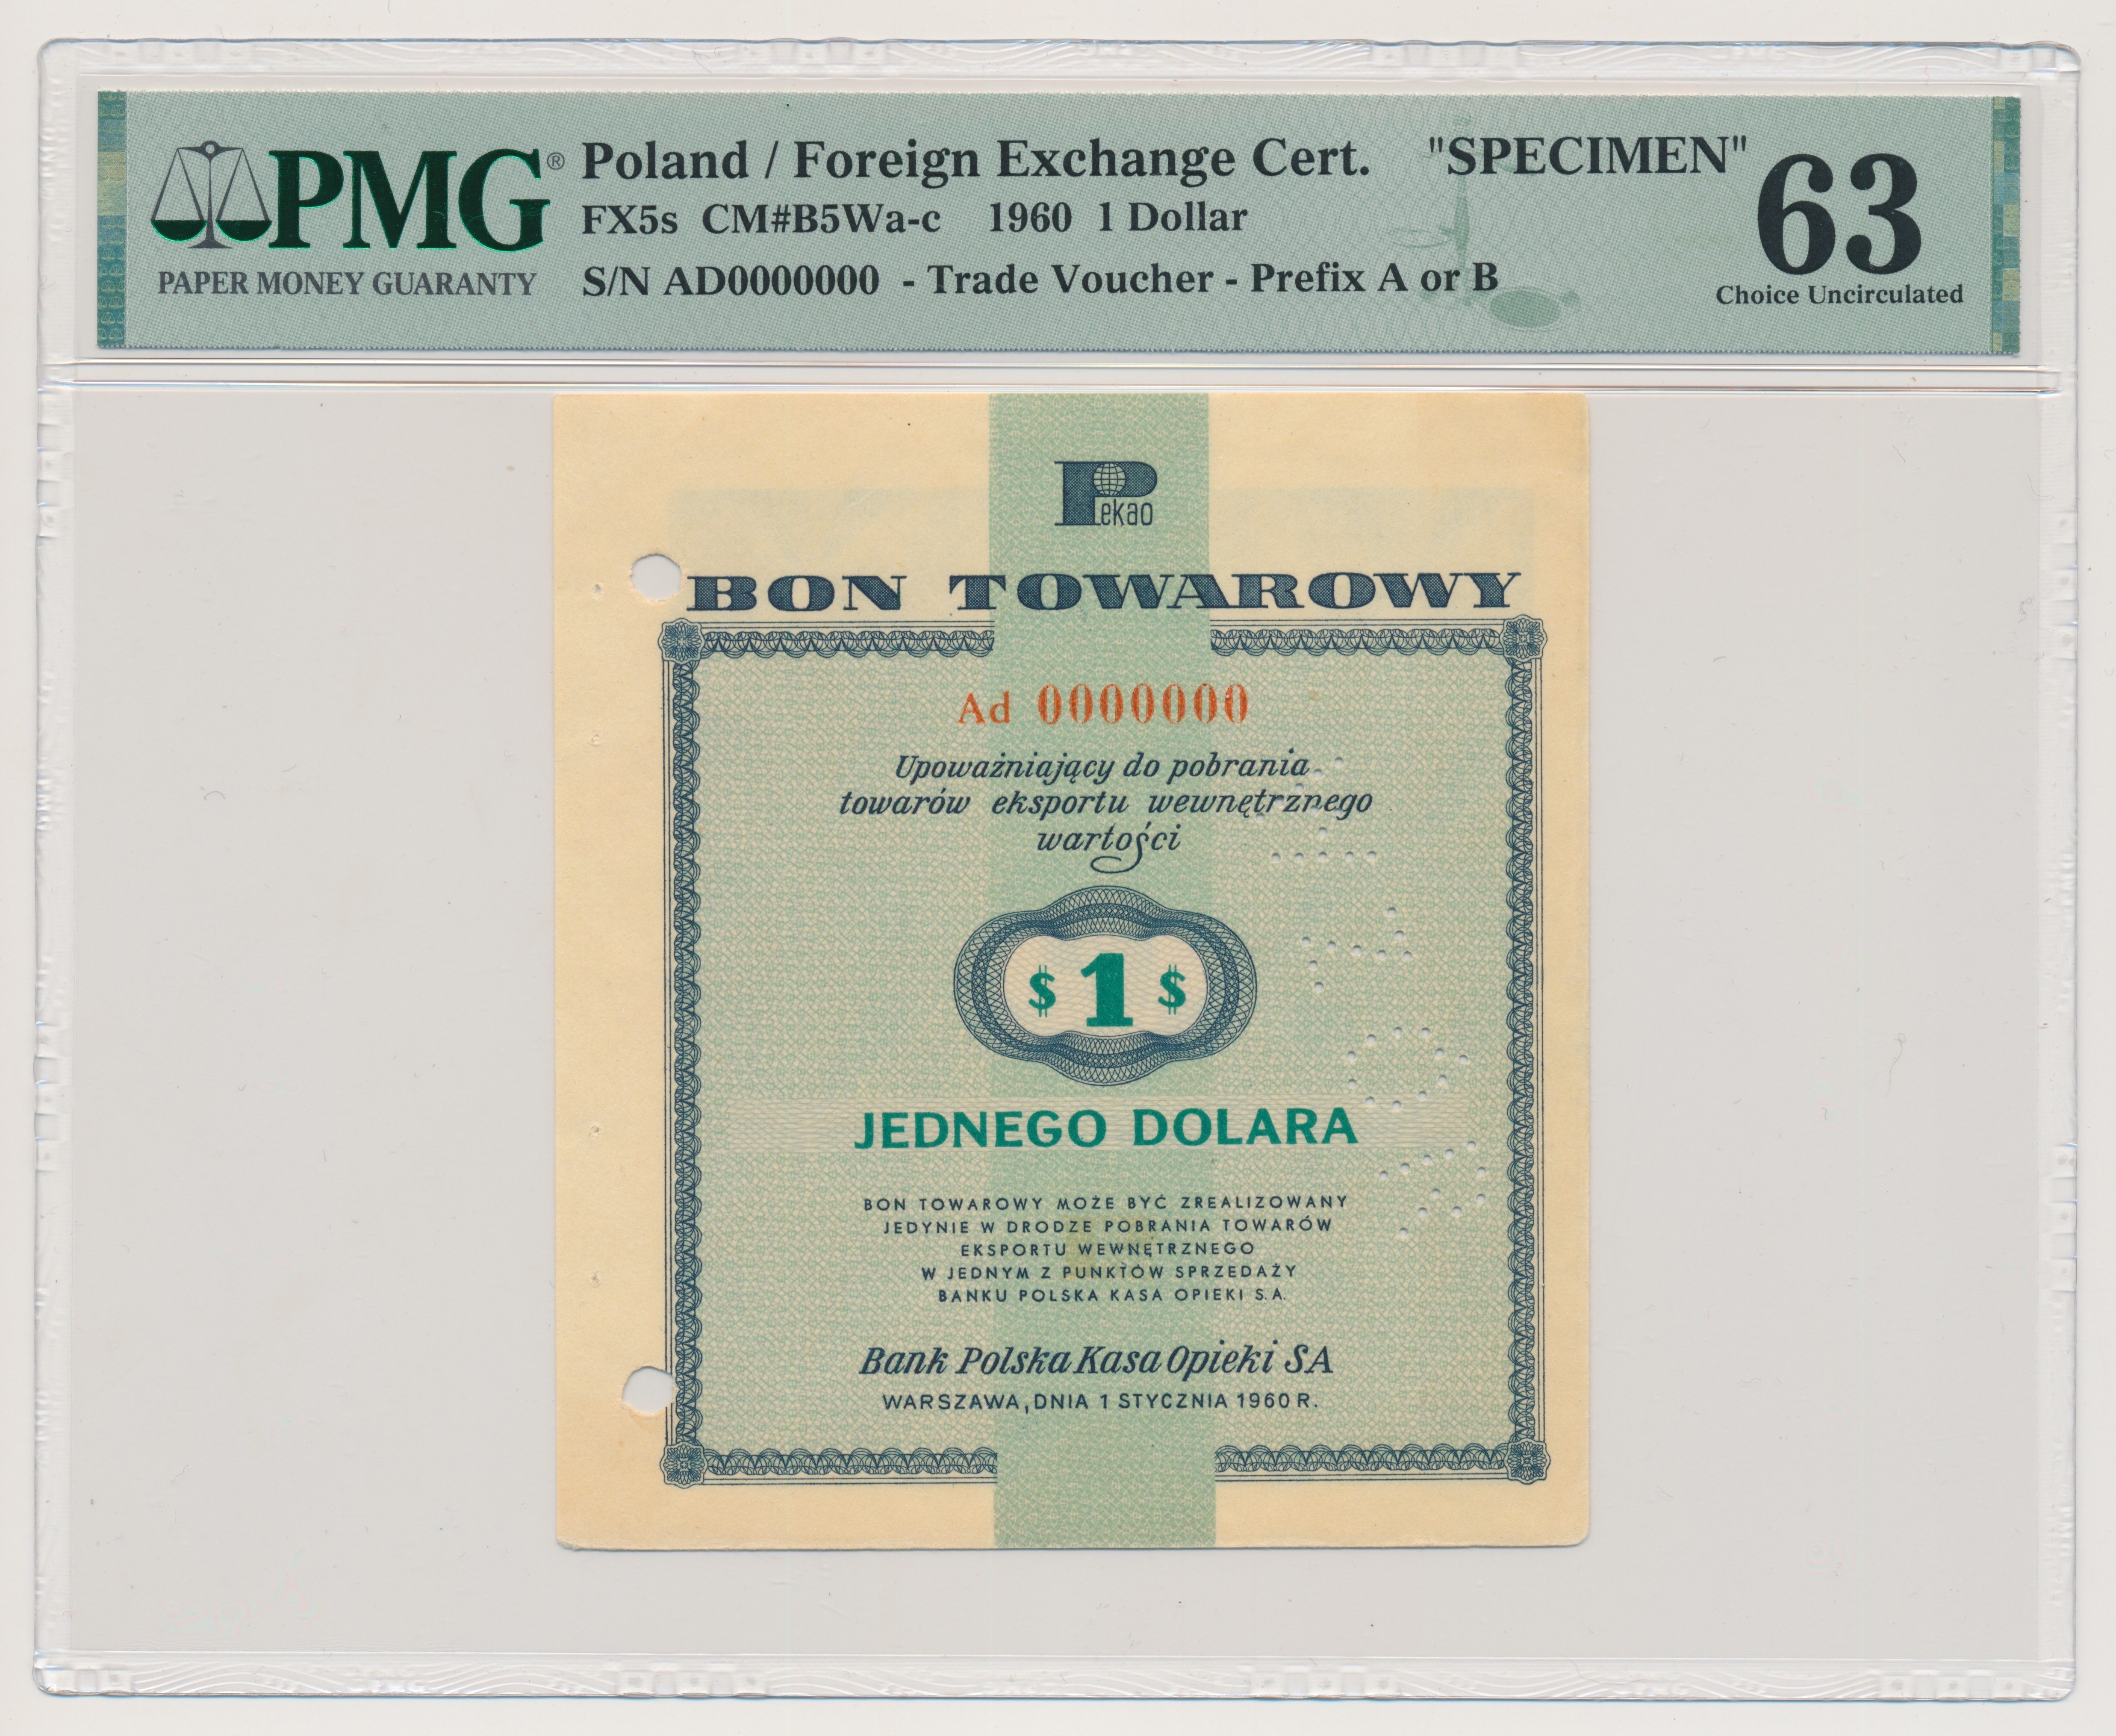 PMG® Poland / Foreign Exchange Cert. "SPECIMEN" 63
FX5s CM#B5Wa-c 1960 1 Dollar
PAPER MONEY GUARANTY S/N AD0000000 - Trade Voucher - Prefix A or B Choice Uncirculated
Pekao
BON TOWAROWY
Ad 0000000
Upoważniający do pobrania
towarów eksportu wewnętrznego
wartości
$ 1 $
JEDNEGO DOLARA
BON TOWAROWY MOŻE BYĆ ZREALIZOWANY
JEDYNIE W DRODZE POBRANIA TOWARÓW
EKSPORTU WEWNĘTRZNEGO
W JEDNYM Z PUNKTÓW SPRZEDAŻY
BANKU POLSKA KASA OPIEKI S.A.
Bank Polska Kasa Opieki SA
WARSZAWA, DNIA 1 STYCZNIA 1960 R.